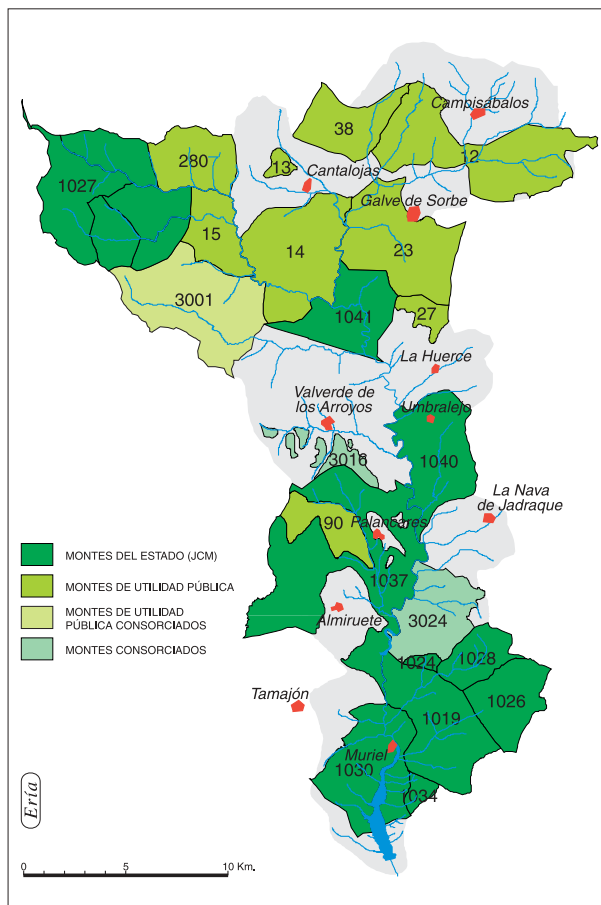 Campisábalos
38
12
280
13
Cantalojas
1027
Galve de Sorbe
15
14
23
3001
27
1041
La Huerce
Valverde de
los Arroyos
Umbralejo
3016
1040
La Nava
de Jadraque
90
Palancares
MONTES DEL ESTADO (JCM)
MONTES DE UTILIDAD PÚBLICA
MONTES DE UTILIDAD
PÚBLICA CONSORCIADOS
MONTES CONSORCIADOS
1037
Almiruete
3024
1024
1028
Tamajón
1026
1019
Muriel
1030
1034
Ería
0 5 10 Km.